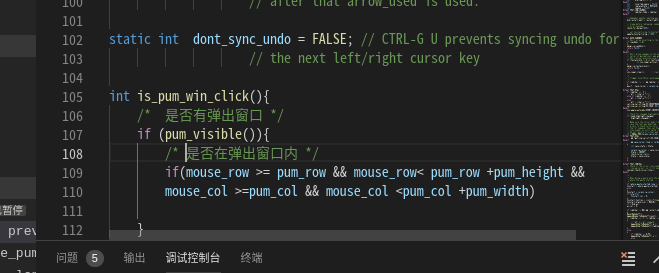 100 // after that arrow_used is used.
101
102 static int dont_sync_undo = FALSE; // CTRL-G U prevents syncing undo for
103 // the next left/right cursor key
104
105 int is_pum_win_click(){
106 /* 是否有弹出窗口 */
107 if (pum_visible()){
108 /* 是否在弹出窗口内 */
109 if(mouse_row >= pum_row && mouse_row< pum_row +pum_height &&
110 mouse_col >=pum_col && mouse_col <pum_col +pum_width)
111
112 }
暂停
prev
e_pum
问题 5 输出 调试控制台 终端